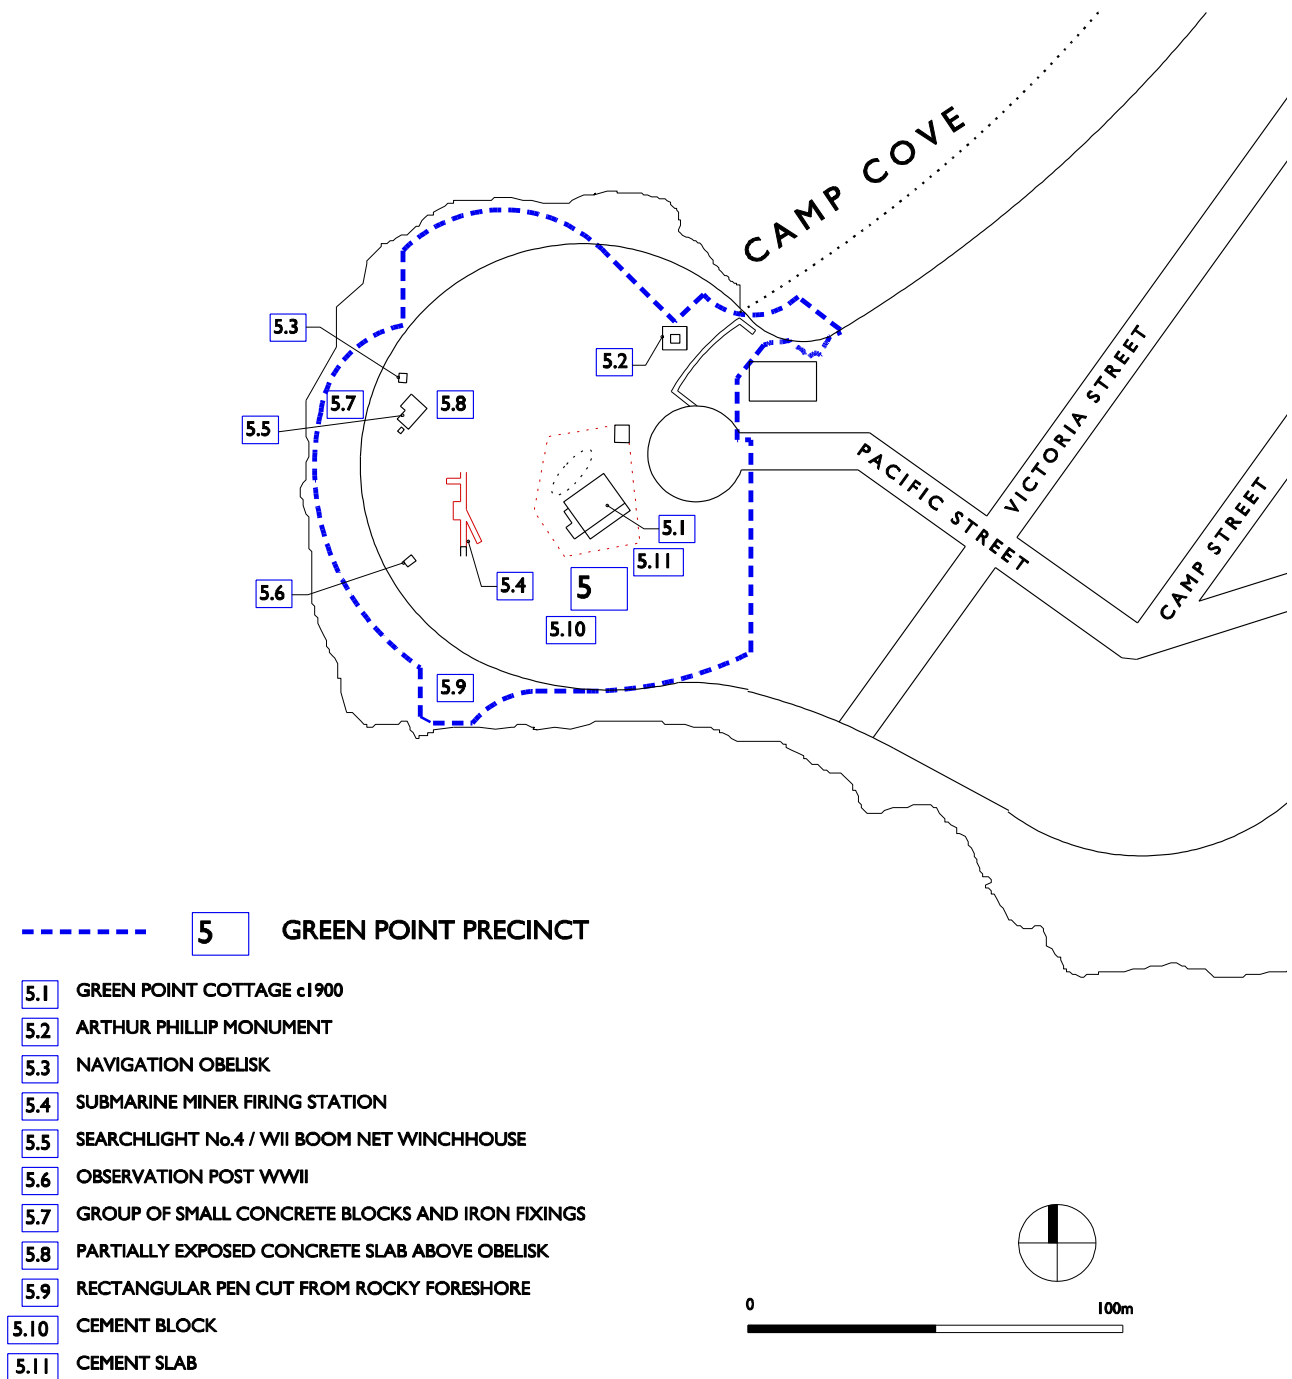 CAMP COVE
5.3
5.2
5.7
5.8
5.5
VICTORIA STREET
PACIFIC STREET
CAMP STREET
5.1
5.11
5.4
5
5.6
5.10
5.9
5 GREEN POINT PRECINCT
5.1 GREEN POINT COTTAGE c1900
5.2 ARTHUR PHILLIP MONUMENT
5.3 NAVIGATION OBELISK
5.4 SUBMARINE MINER FIRING STATION
5.5 SEARCHLIGHT No.4 / WII BOOM NET WINCHHOUSE
5.6 OBSERVATION POST WWII
5.7 GROUP OF SMALL CONCRETE BLOCKS AND IRON FIXINGS
5.8 PARTIALLY EXPOSED CONCRETE SLAB ABOVE OBELISK
5.9 RECTANGULAR PEN CUT FROM ROCKY FORESHORE
5.10 CEMENT BLOCK
5.11 CEMENT SLAB
0 100m